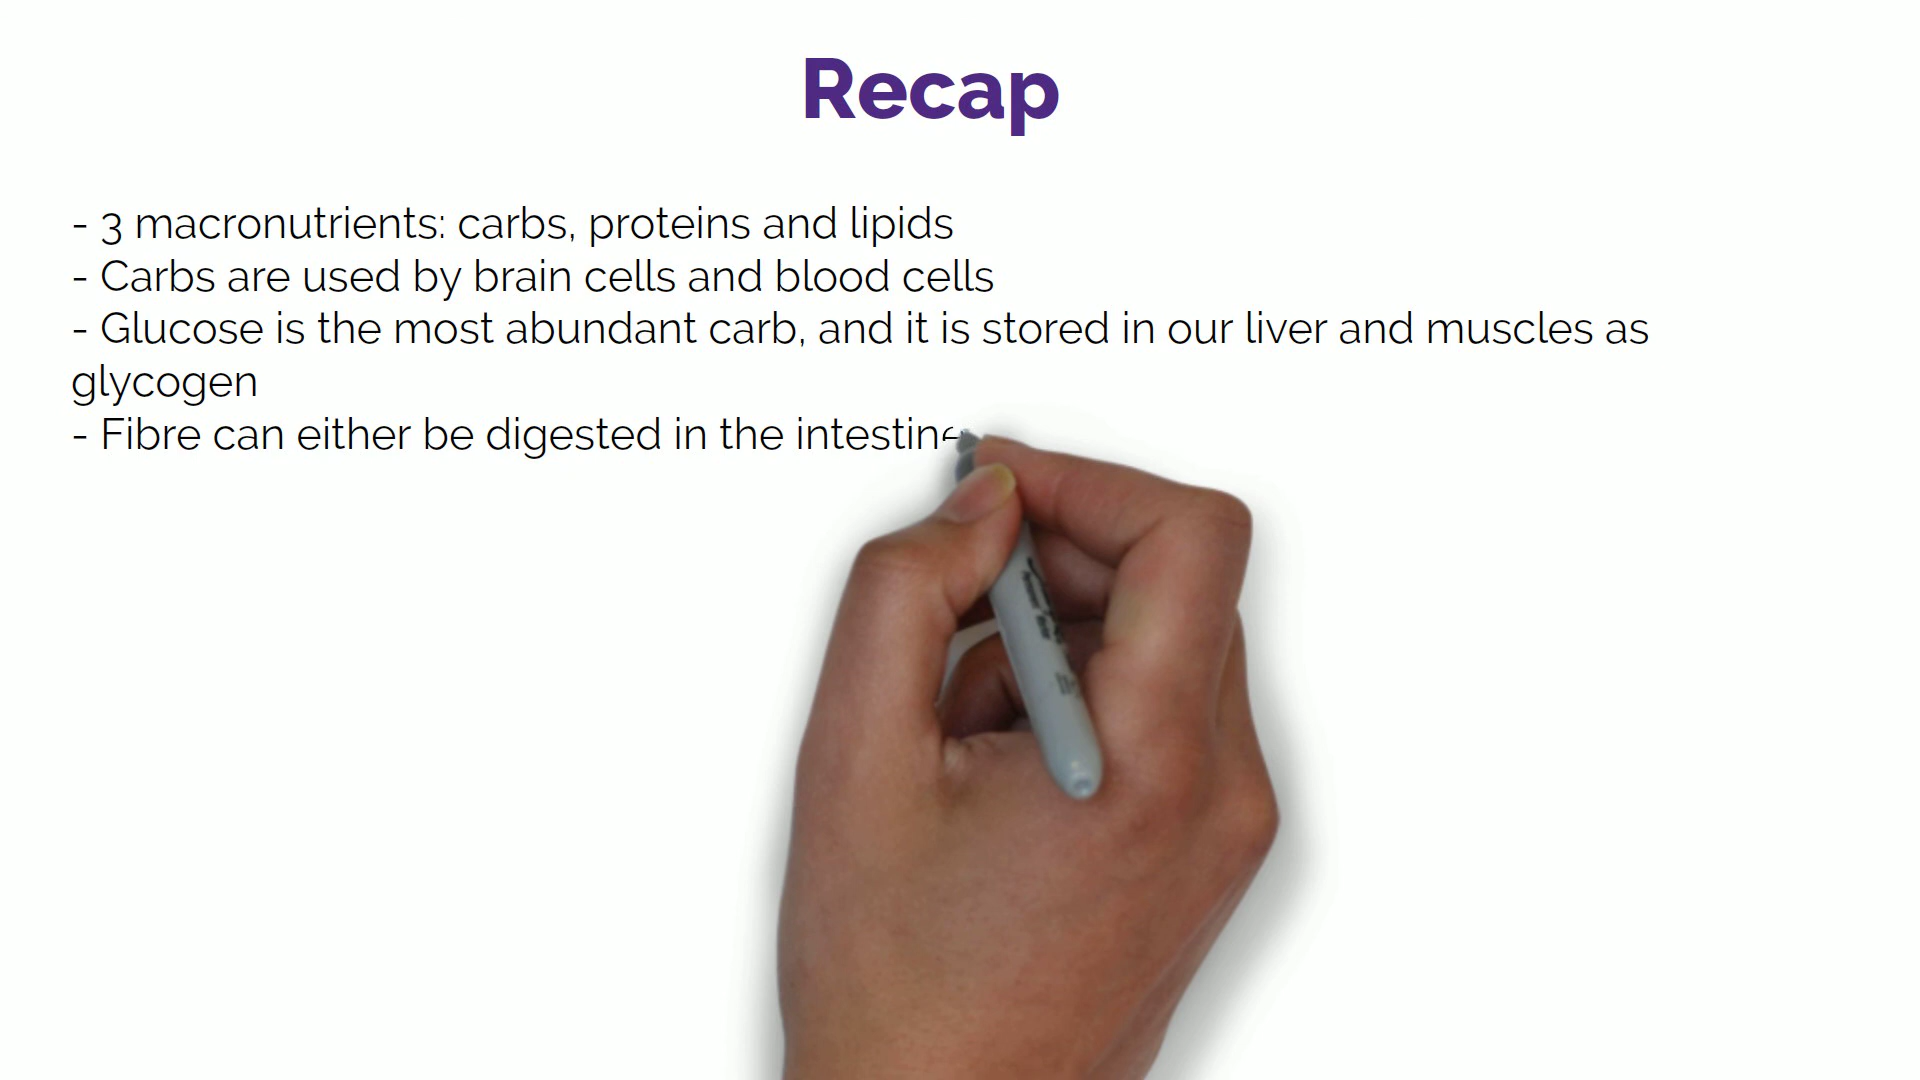 Recap
- 3 macronutrients: carbs, proteins and lipids
- Carbs are used by brain cells and blood cells
- Glucose is the most abundant carb, and it is stored in our liver and muscles as
glycogen
- Fibre can either be digested in the intestine